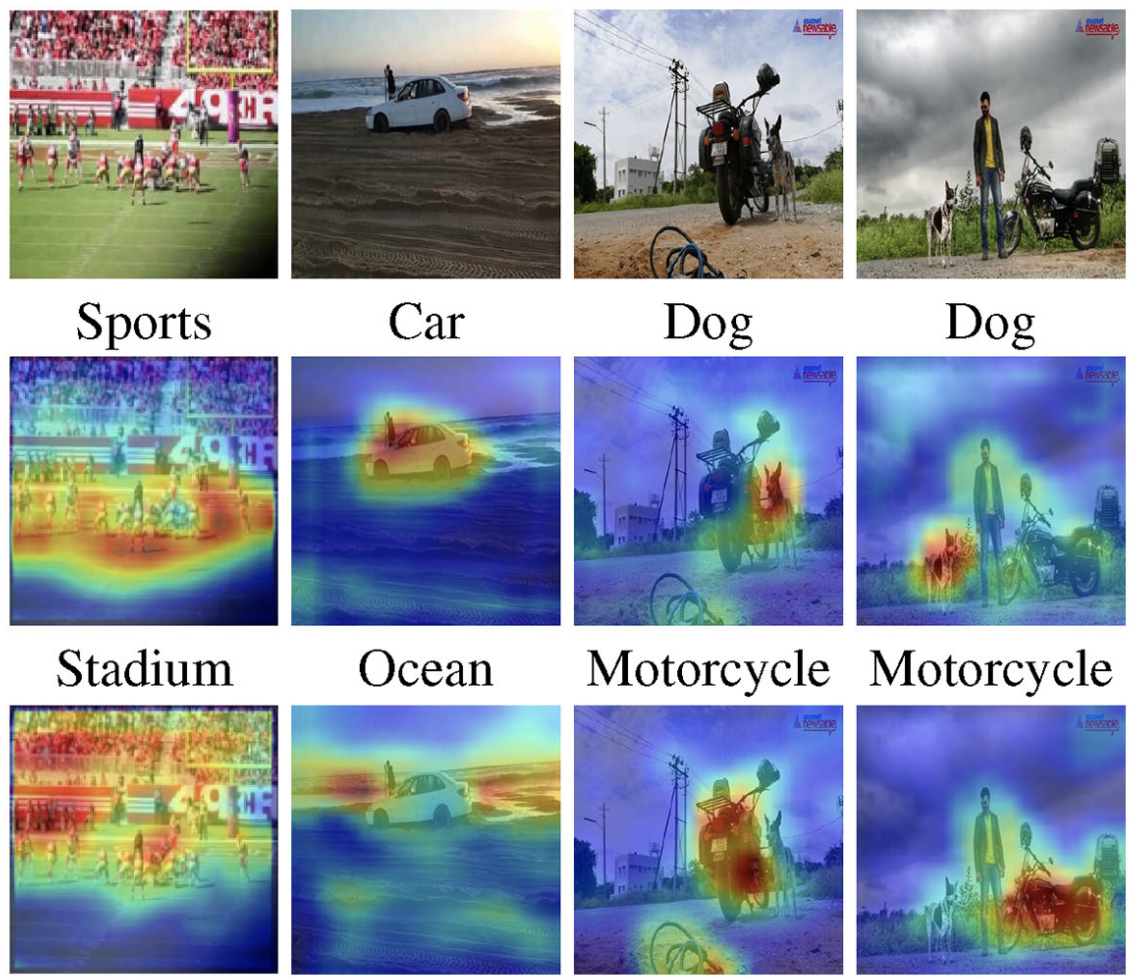 49ER
asianet
newsable
asianet
newsable
Sports
Car
Dog
Dog
49ER
asianet
newsable
asianet
newsable
Stadium
Ocean
Motorcycle
Motorcycle
49ER
asianet
newsable
asianet
newsable